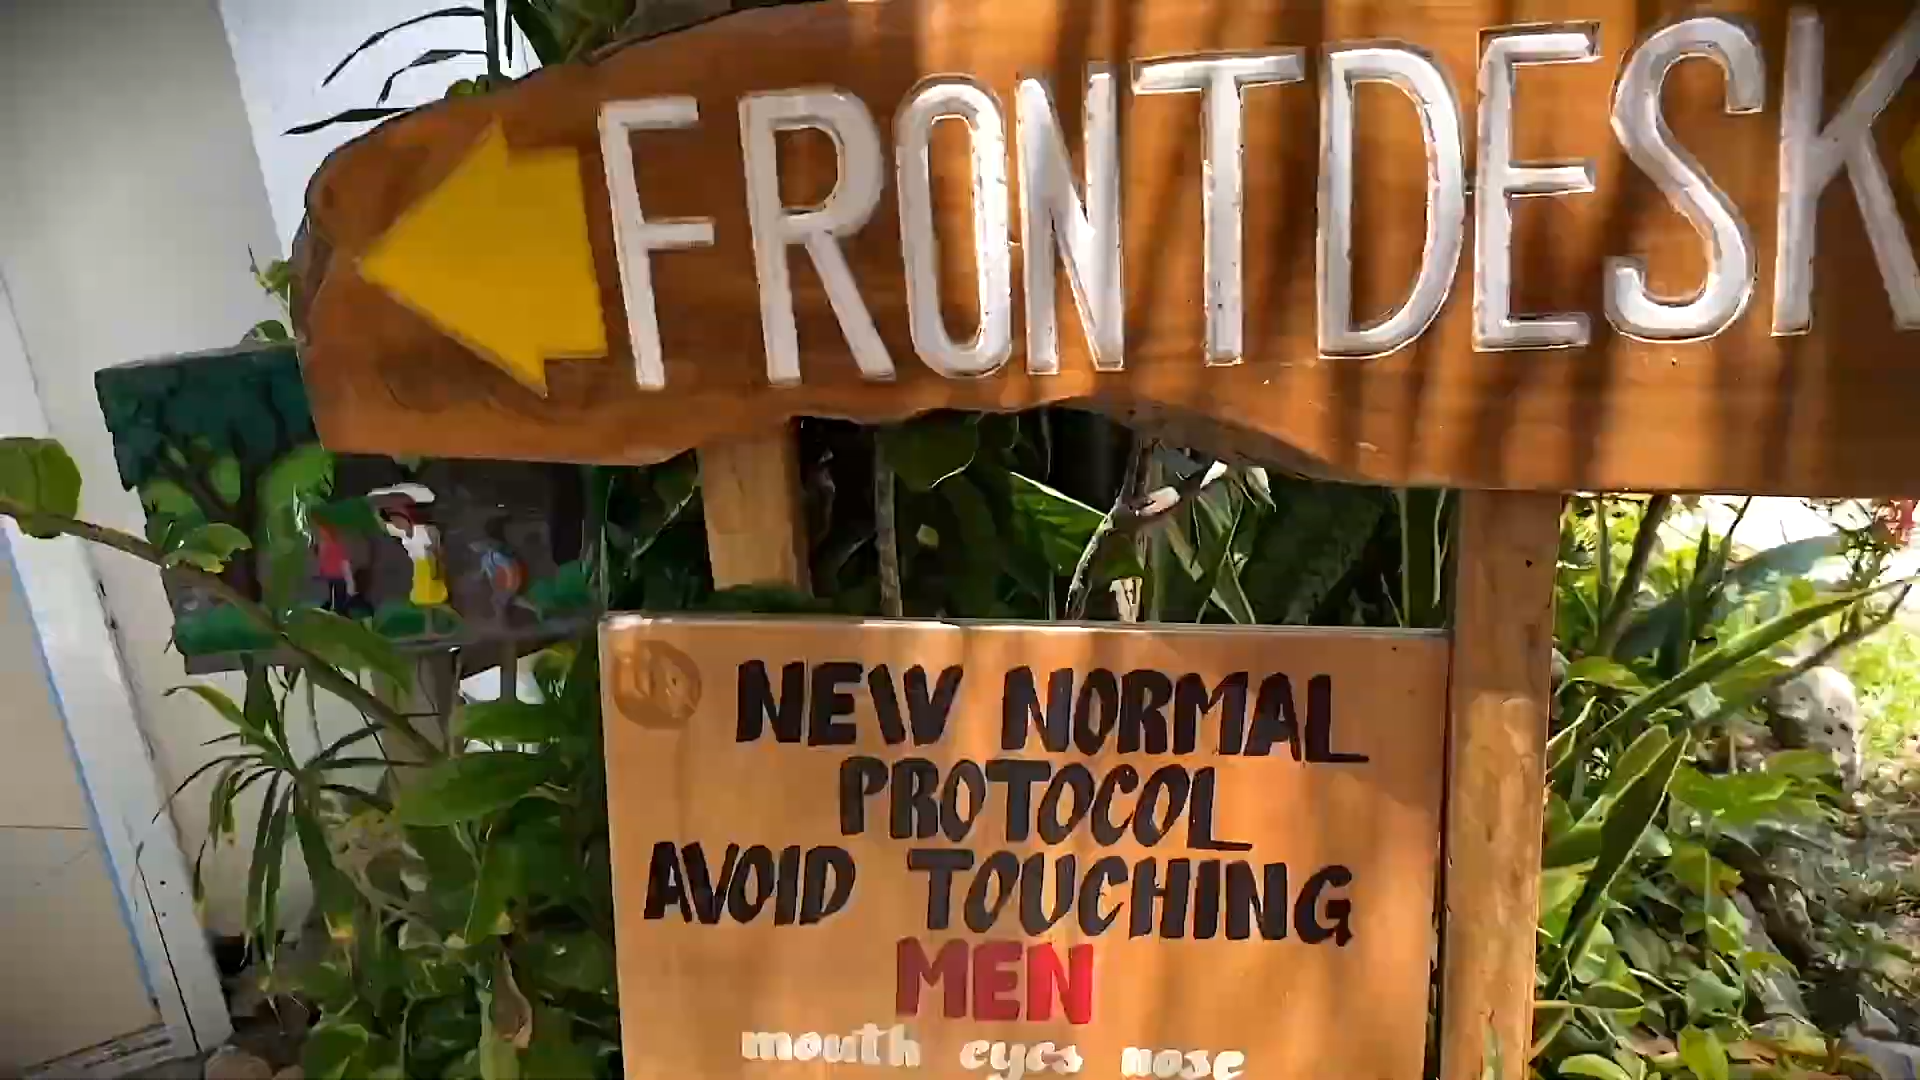 FRONTDESK
NEW NORMAL
PROTOCOL
AVOID TOUCHING
MEN
mouth eyes nose